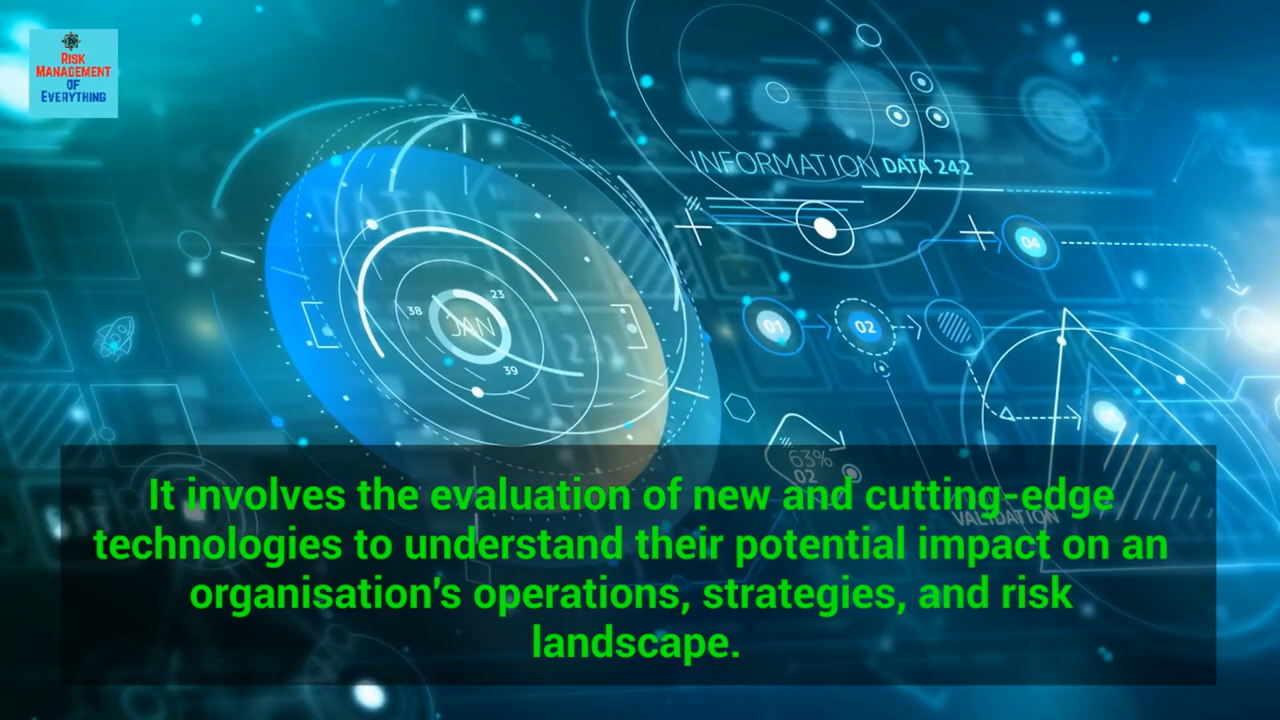 RISK
MANAGEMENT
OF
EVERYTHING
INFORMATION DATA 242
04
01
02
23
38
JAN
39
63%
02
VALIDATION
It involves the evaluation of new and cutting-edge
technologies to understand their potential impact on an
organisation's operations, strategies, and risk
landscape.